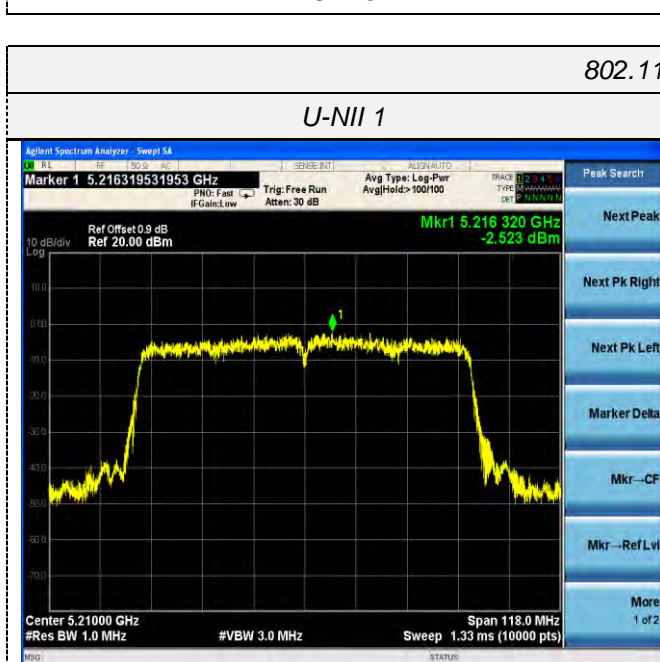 802.11
U-NII 1
Agilent Spectrum Analyzer - Swept SA
RL RF 50 Ω AC SENSE:INT ALIGN AUTO
Marker 1 5.216319531953 GHz
PNO: Fast Trig: Free Run
IFGain:Low Atten: 30 dB
Avg Type: Log-Pwr
Avg|Hold:>100/100
TRACE 1 2 3 4 5 6
TYPE M
DET P N N N N N
Ref Offset 0.9 dB
10 dB/div Ref 20.00 dBm
Log
Mkr1 5.216 320 GHz
-2.523 dBm
10.0
0.00
-10.0
-20.0
-30.0
-40.0
-50.0
-60.0
-70.0
1
Center 5.21000 GHz Span 118.0 MHz
#Res BW 1.0 MHz #VBW 3.0 MHz Sweep 1.33 ms (10000 pts)
MSG STATUS
Peak Search
Next Peak
Next Pk Right
Next Pk Left
Marker Delta
Mkr→CF
Mkr→Ref Lvl
More
1 of 2